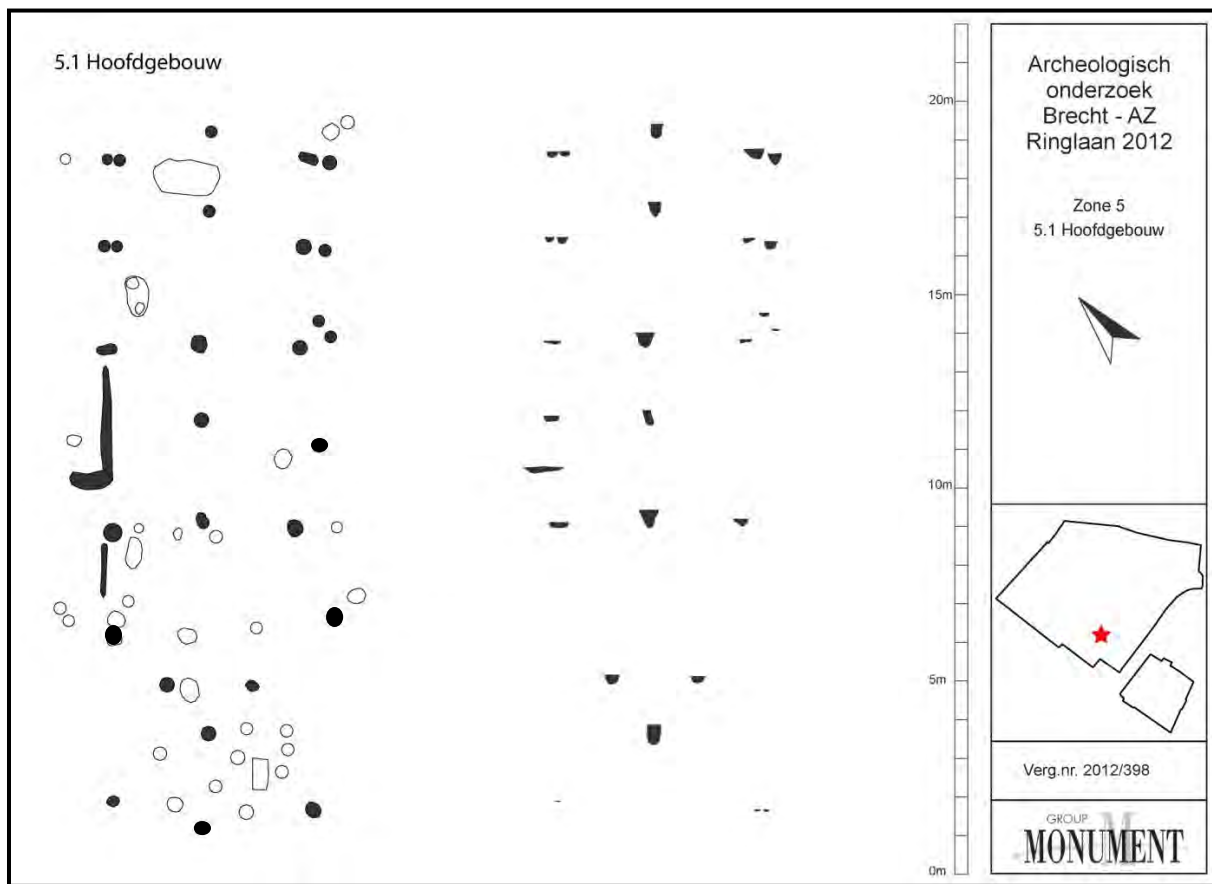 5.1 Hoofdgebouw
20m
15m
10m
5m
0m
Archeologisch
onderzoek
Brecht - AZ
Ringlaan 2012
Zone 5
5.1 Hoofdgebouw
Verg.nr. 2012/398
GROUP
M
MONUMENT